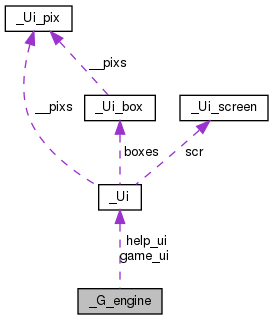 _Ui_pix
__pixs
__pixs
_Ui_box
_Ui_screen
boxes
scr
_Ui
help_ui
game_ui
_G_engine